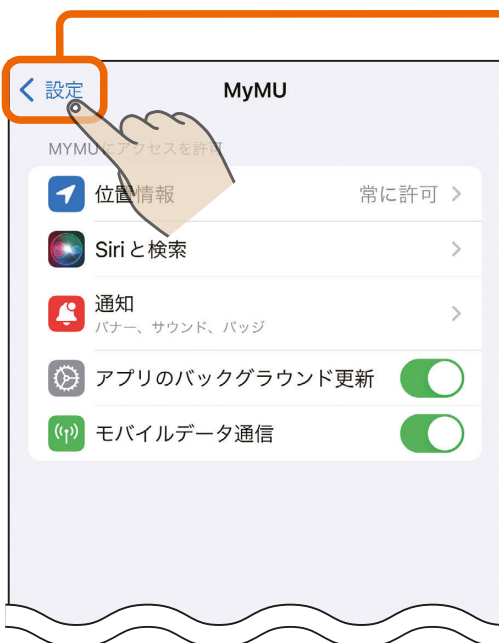 設定
MyMU
MYMUにアクセスを許可
位置情報 常に許可
Siriと検索
通知
バナー、サウンド、バッジ
アプリのバックグラウンド更新
モバイルデータ通信